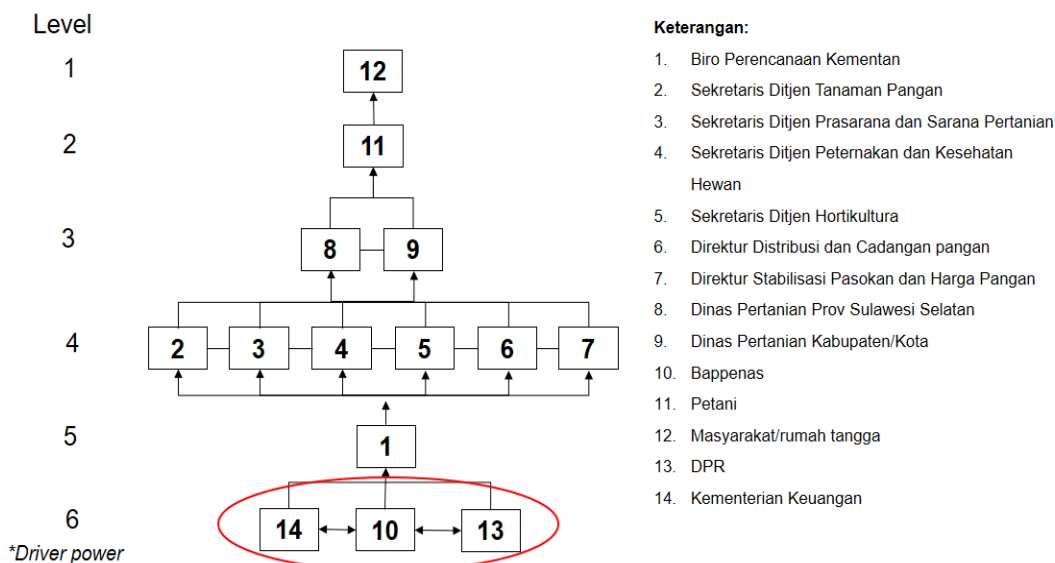 Level
1
12
2
11
3
8
9
4
2
3
4
5
6
7
5
1
6
14
10
13
*Driver power
Keterangan:
1. Biro Perencanaan Kementan
2. Sekretaris Ditjen Tanaman Pangan
3. Sekretaris Ditjen Prasarana dan Sarana Pertanian
4. Sekretaris Ditjen Peternakan dan Kesehatan
Hewan
5. Sekretaris Ditjen Hortikultura
6. Direktur Distribusi dan Cadangan pangan
7. Direktur Stabilisasi Pasokan dan Harga Pangan
8. Dinas Pertanian Prov Sulawesi Selatan
9. Dinas Pertanian Kabupaten/Kota
10. Bappenas
11. Petani
12. Masyarakat/rumah tangga
13. DPR
14. Kementerian Keuangan